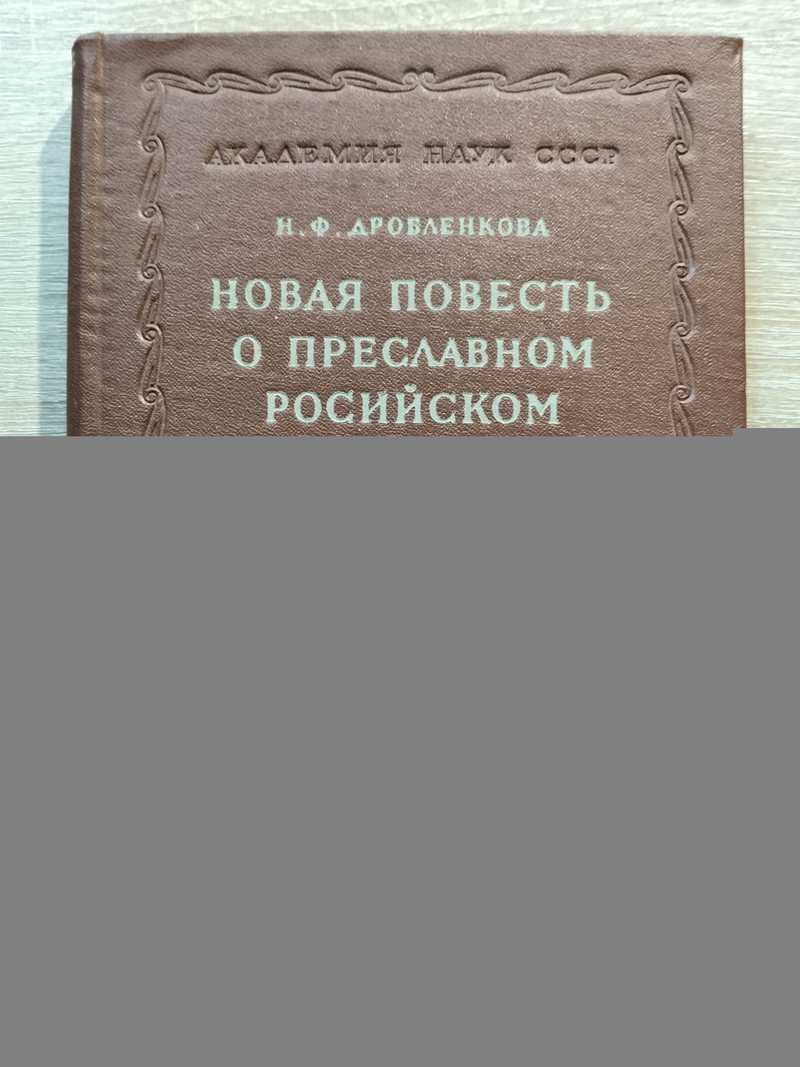 АКАДЕМИЯ НАУК СССР
Н. Ф. ДРОБЛЕНКОВА
НОВАЯ ПОВЕСТЬ
О ПРЕСЛАВНОМ
РОСИЙСКОМ